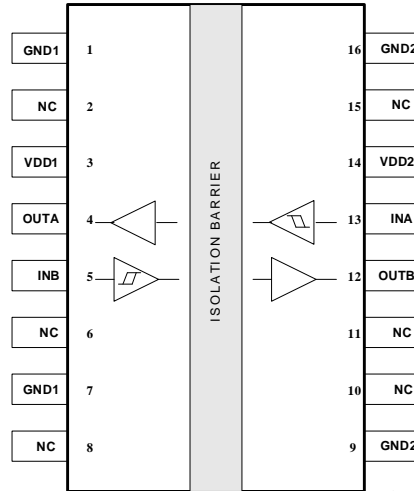 GND1 1 16 GND2
NC 2 15 NC
VDD1 3 14 VDD2
OUTA 4 13 INA
INB 5 12 OUTB
NC 6 11 NC
GND1 7 10 NC
NC 8 9 GND2
ISOLATION BARRIER